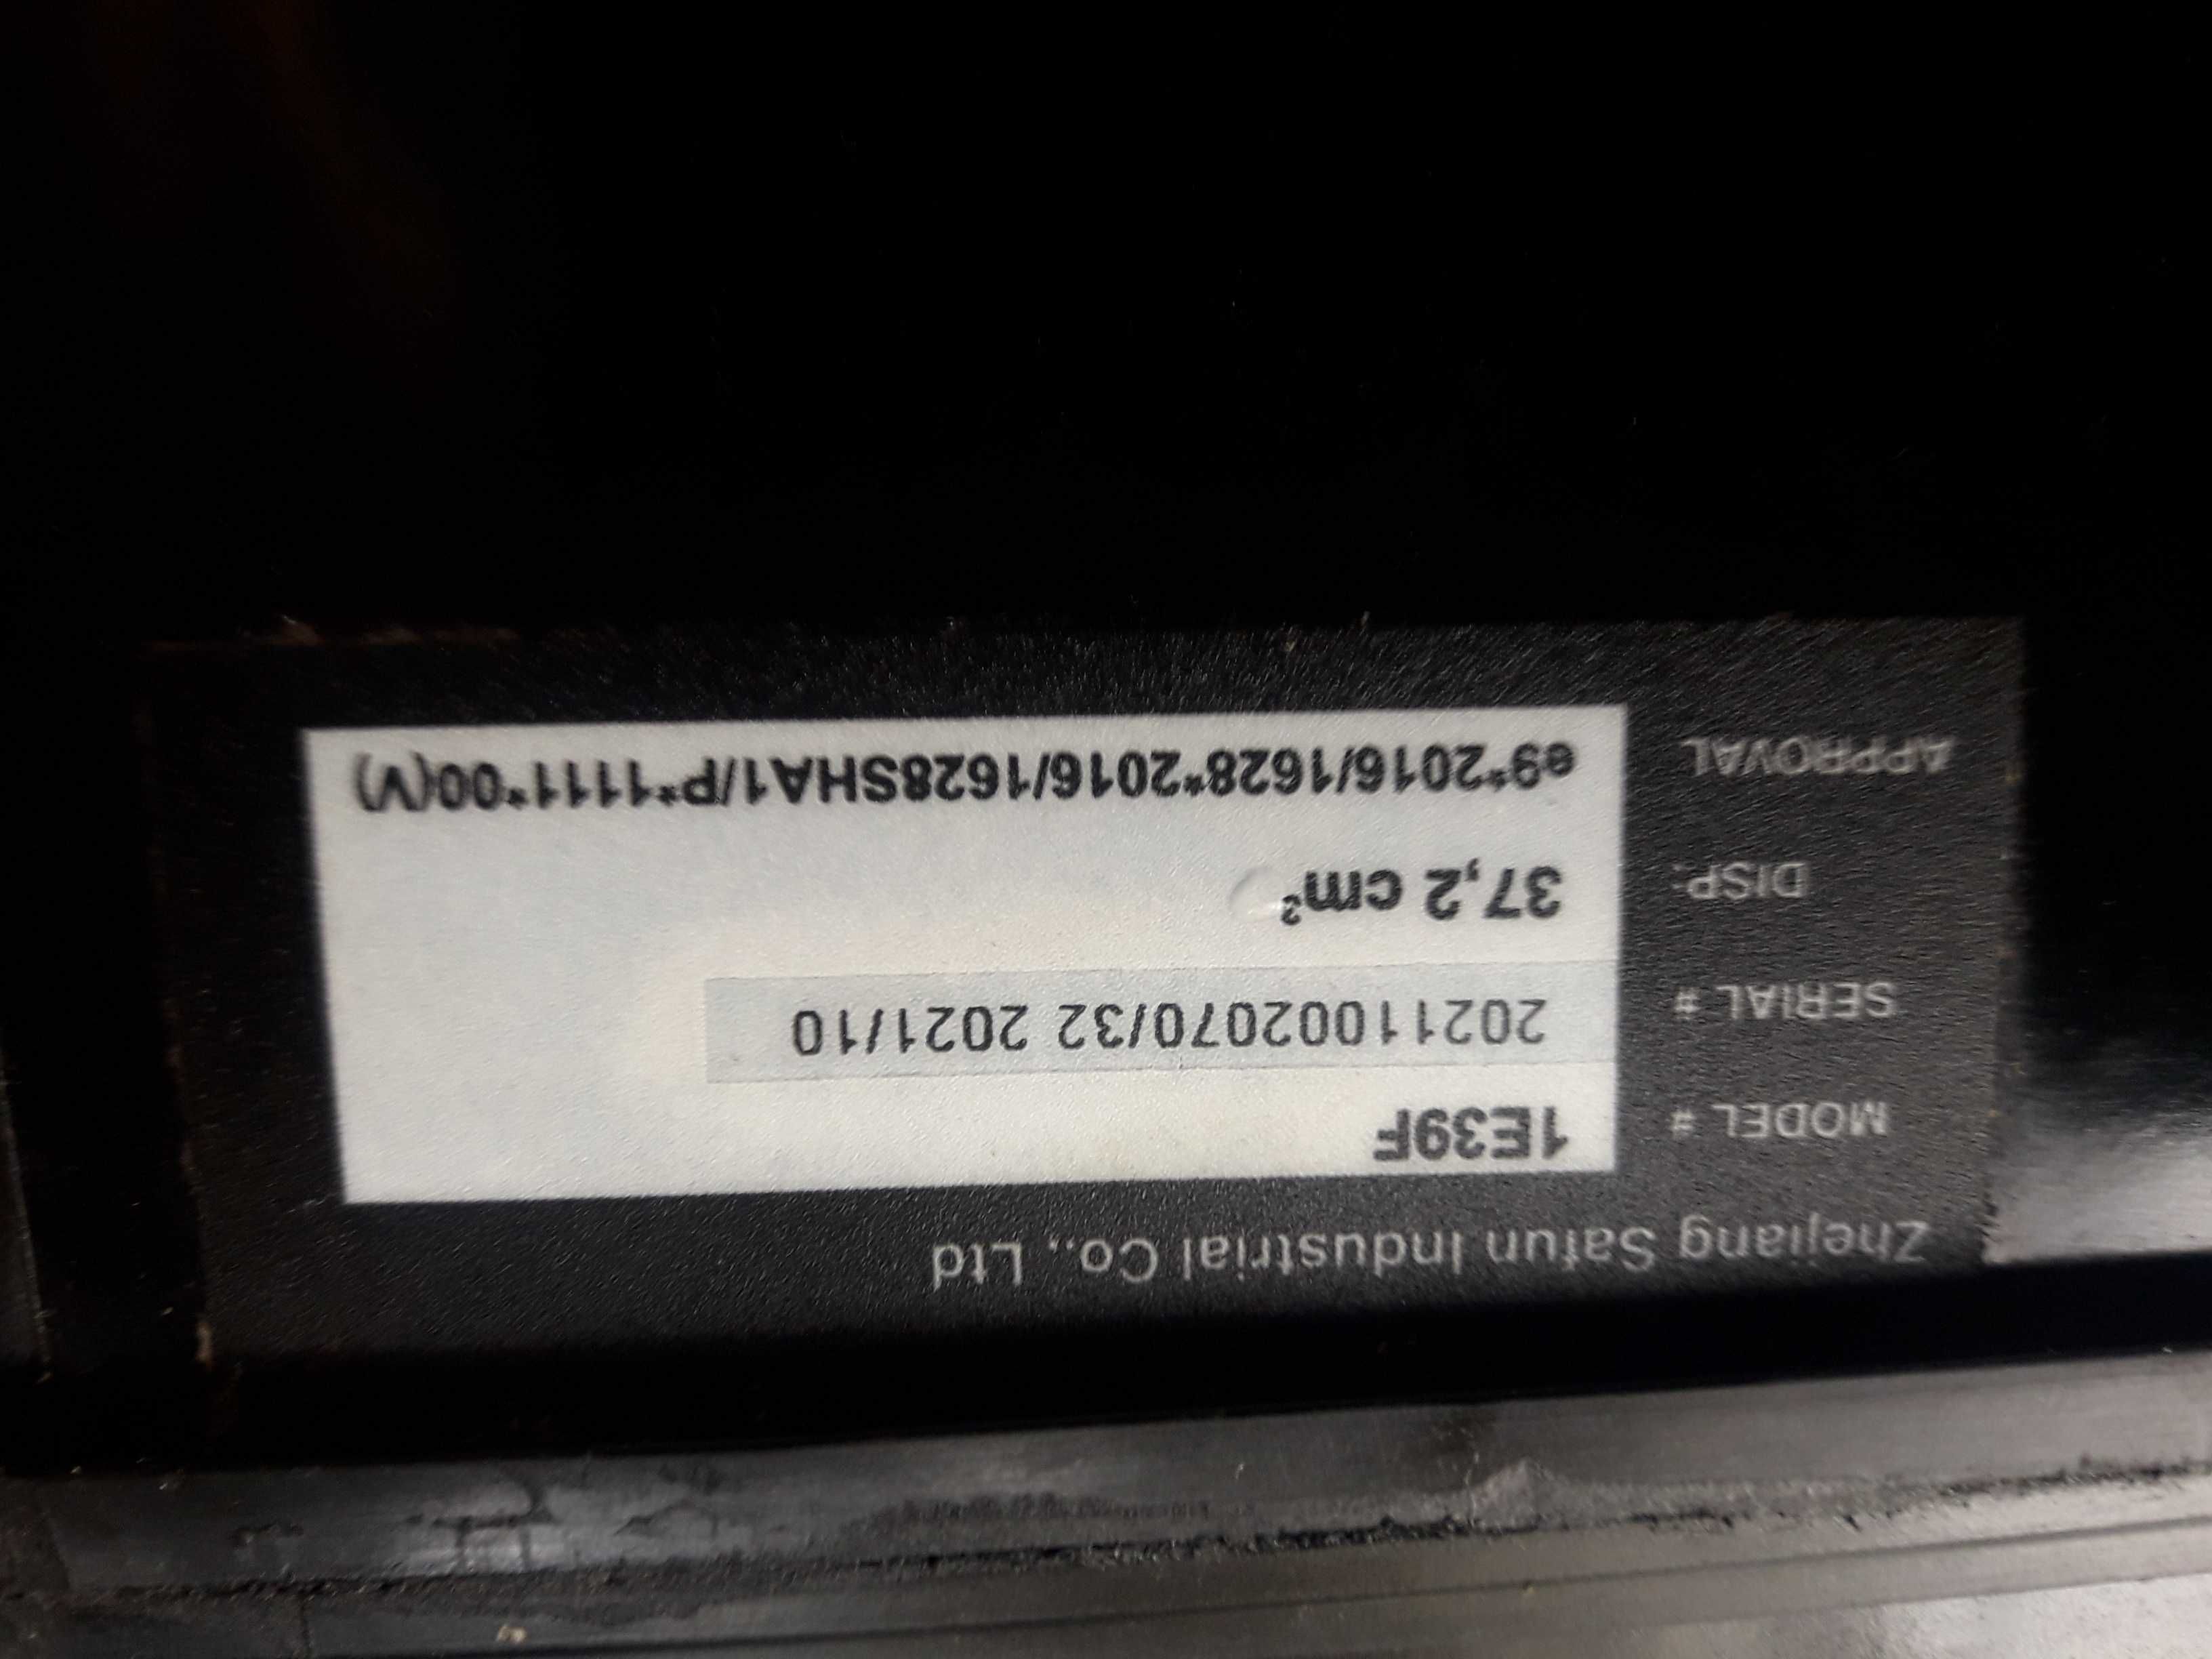 Zhejiang Safun Industrial Co., Ltd
MODEL # 1E39F
SERIAL # 20211002070/32 2021/10
DISP: 37,2 cm³
APPROVAL e9*2016/1628*2016/1628SHA1/P*1111*00(V)